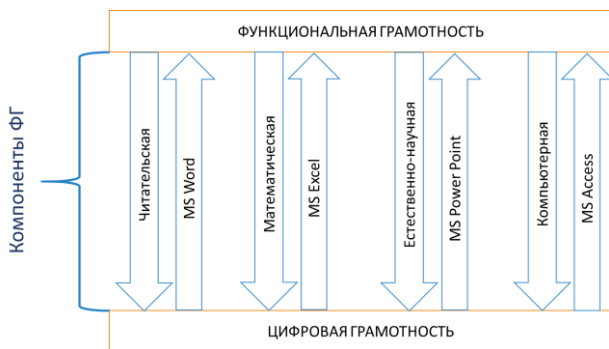 ФУНКЦИОНАЛЬНАЯ ГРАМОТНОСТЬ
Компоненты ФГ
Читательская
MS Word
Математическая
MS Excel
Естественно-научная
MS Power Point
Компьютерная
MS Access
ЦИФРОВАЯ ГРАМОТНОСТЬ